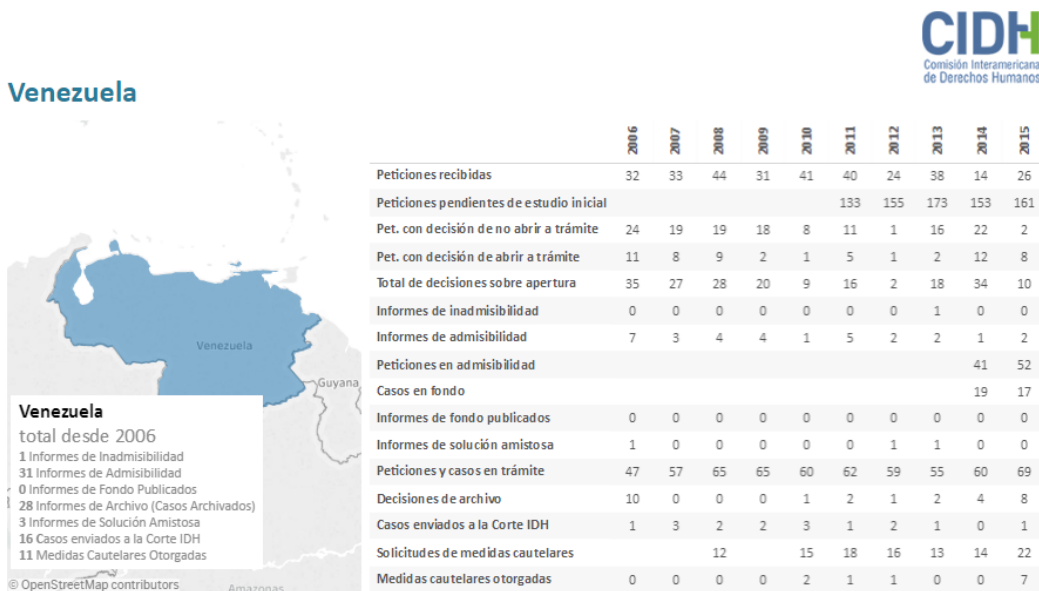 CIDH
Comisión Interamericana
de Derechos Humanos
Venezuela
2006 2007 2008 2009 2010 2011 2012 2013 2014 2015
Peticiones recibidas 32 33 44 31 41 40 24 38 14 26
Peticiones pendientes de estudio inicial 133 155 173 153 161
Pet. con decisión de no abrir a trámite 24 19 19 18 8 11 1 16 22 2
Pet. con decisión de abrir a trámite 11 8 9 2 1 5 1 2 12 8
Total de decisiones sobre apertura 35 27 28 20 9 16 2 18 34 10
Informes de inadmisibilidad 0 0 0 0 0 0 0 1 0 0
Informes de admisibilidad 7 3 4 4 1 5 2 2 1 2
Peticiones en admisibilidad 41 52
Casos en fondo 19 17
Informes de fondo publicados 0 0 0 0 0 0 0 0 0 0
Informes de solución amistosa 1 0 0 0 0 0 1 1 0 0
Peticiones y casos en trámite 47 57 65 65 60 62 59 55 60 69
Decisiones de archivo 10 0 0 0 1 2 1 2 4 8
Casos enviados a la Corte IDH 1 3 2 2 3 1 2 1 0 1
Solicitudes de medidas cautelares 12 15 18 16 13 14 22
Medidas cautelares otorgadas 0 0 0 0 2 1 1 0 0 7
Venezuela
Guyana
Venezuela
total desde 2006
1 Informes de Inadmisibilidad
31 Informes de Admisibilidad
0 Informes de Fondo Publicados
28 Informes de Archivo (Casos Archivados)
3 Informes de Solución Amistosa
16 Casos enviados a la Corte IDH
11 Medidas Cautelares Otorgadas
© OpenStreetMap contributors
Amazonas